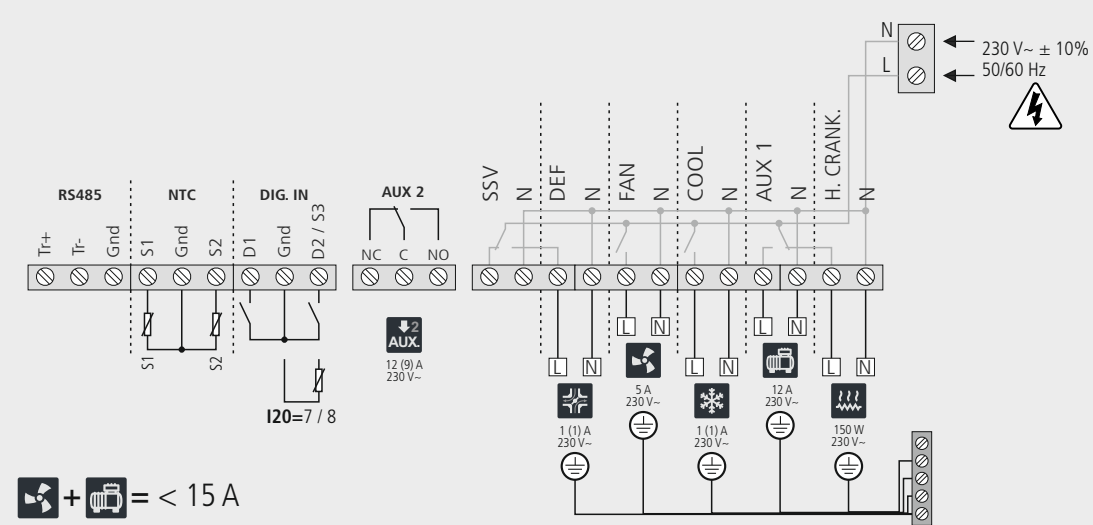 N
230 V~ ± 10%
L
50/60 Hz
RS485
NTC
DIG. IN
AUX 2
SSV
N
DEF
N
FAN
N
COOL
N
AUX 1
N
H. CRANK.
N
Tr+
Tr-
Gnd
S1
Gnd
S2
D1
Gnd
D2 / S3
NC
C
NO
S1
S2
I20=7 / 8
2
AUX.
12 (9) A
230 V~
L
N
L
N
L
N
L
N
L
N
1 (1) A
230 V~
5 A
230 V~
1 (1) A
230 V~
12 A
230 V~
150 W
230 V~
+ = < 15 A